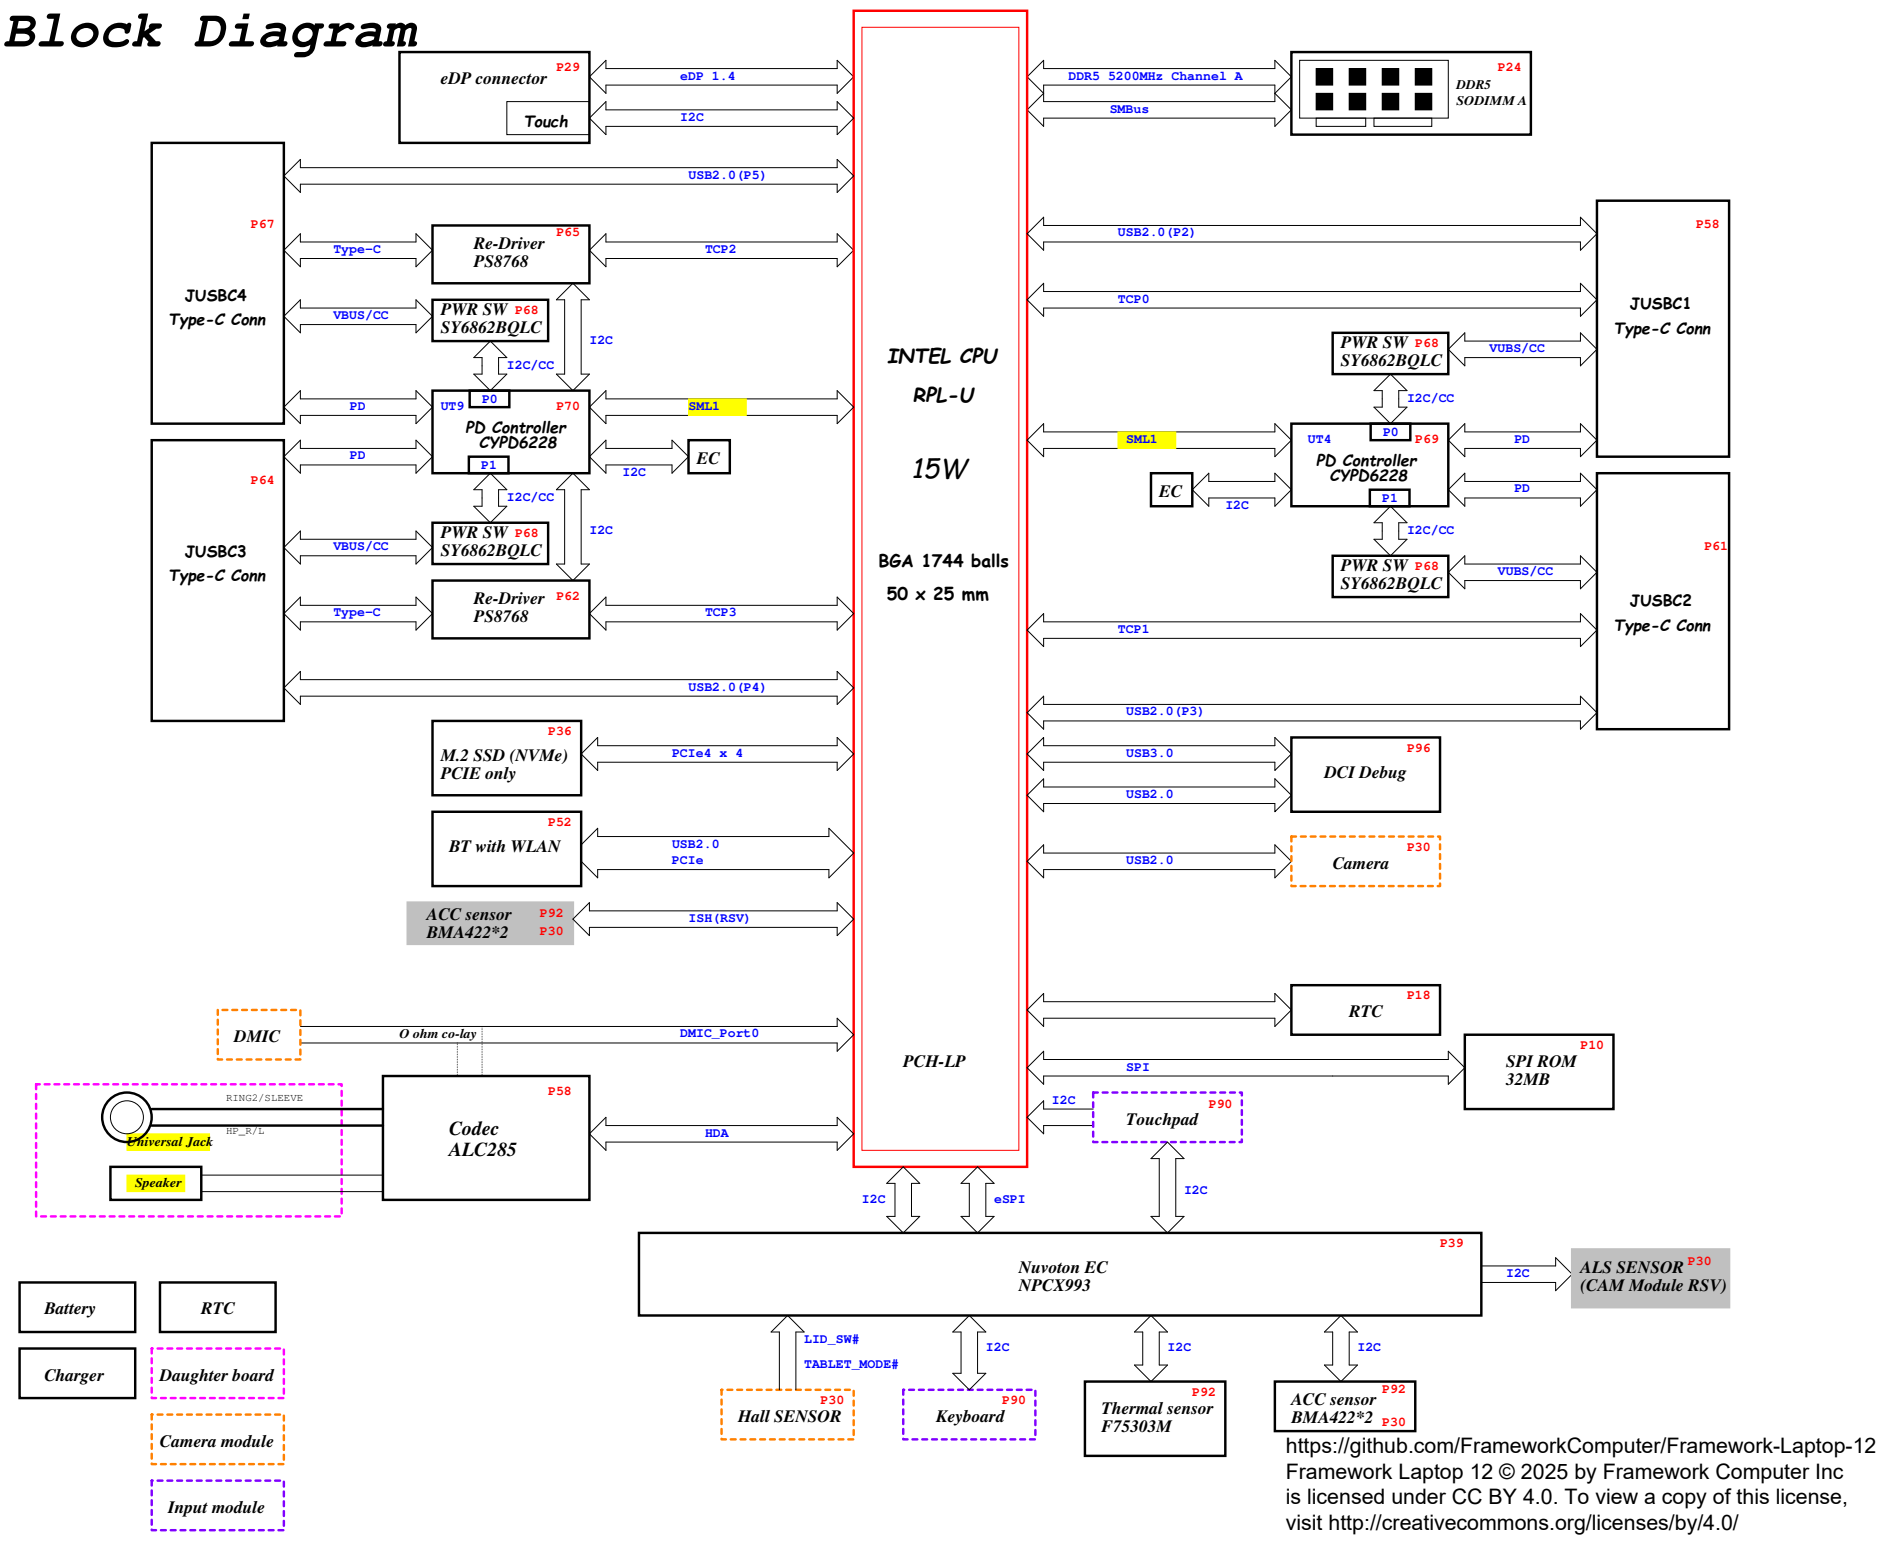 Block Diagram
eDP connector
P29
Touch
eDP 1.4
I2C
DDR5 5200MHz Channel A
SMBus
P24
DDR5
SODIMM A
P67
JUSBC4
Type-C Conn
USB2.0(P5)
Type-C
Re-Driver
PS8768
P65
TCP2
VBUS/CC
PWR SW P68
SY6862BQLC
I2C
I2C/CC
PD
UT9
P0
P70
PD Controller
CYPD6228
P1
SML1
I2C
EC
P64
JUSBC3
Type-C Conn
PD
I2C/CC
I2C
VBUS/CC
PWR SW P68
SY6862BQLC
Type-C
Re-Driver P62
PS8768
TCP3
USB2.0(P4)
INTEL CPU
RPL-U
15W
BGA 1744 balls
50 x 25 mm
PCH-LP
P58
JUSBC1
Type-C Conn
USB2.0(P2)
TCP0
PWR SW P68
SY6862BQLC
VUBS/CC
I2C/CC
SML1
UT4
P0
P69
PD Controller
CYPD6228
P1
PD
EC
I2C
PD
P61
JUSBC2
Type-C Conn
I2C/CC
PWR SW P68
SY6862BQLC
VUBS/CC
TCP1
USB2.0(P3)
P36
M.2 SSD (NVMe)
PCIE only
PCIe4 x 4
P52
BT with WLAN
USB2.0
PCIe
ACC sensor P92
BMA422*2 P30
ISH(RSV)
USB3.0
USB2.0
P96
DCI Debug
USB2.0
P30
Camera
DMIC
O ohm co-lay
DMIC_Port0
RING2/SLEEVE
HP_R/L
Universal Jack
Speaker
P58
Codec
ALC285
HDA
P18
RTC
SPI
P10
SPI ROM
32MB
I2C
P90
Touchpad
I2C
eSPI
I2C
P39
Nuvoton EC
NPCX993
I2C
ALS SENSOR P30
(CAM Module RSV)
LID_SW#
TABLET_MODE#
I2C
I2C
I2C
P30
Hall SENSOR
P90
Keyboard
P92
Thermal sensor
F75303M
P92
ACC sensor
BMA422*2 P30
Battery
RTC
Charger
Daughter board
Camera module
Input module
https://github.com/FrameworkComputer/Framework-Laptop-12
Framework Laptop 12 © 2025 by Framework Computer Inc
is licensed under CC BY 4.0. To view a copy of this license,
visit http://creativecommons.org/licenses/by/4.0/